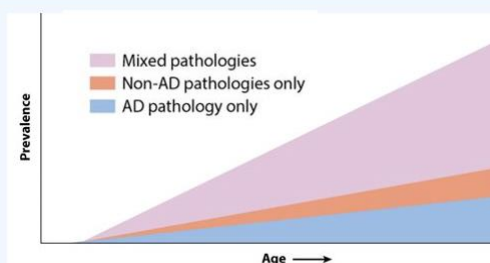 Mixed pathologies
Non-AD pathologies only
AD pathology only
Prevalence
Age